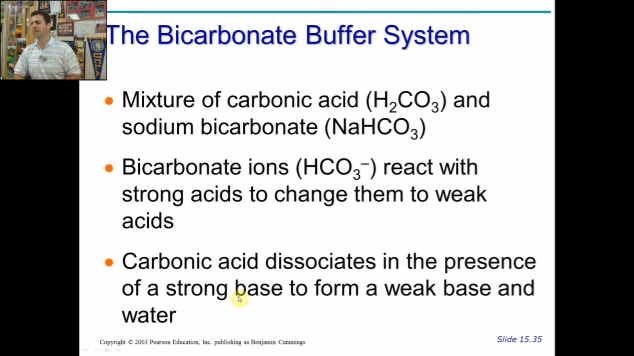 The Bicarbonate Buffer System
• Mixture of carbonic acid (H₂CO₃) and
sodium bicarbonate (NaHCO₃)
• Bicarbonate ions (HCO₃⁻) react with
strong acids to change them to weak
acids
• Carbonic acid dissociates in the presence
of a strong base to form a weak base and
water
Copyright © 2003 Pearson Education, Inc. publishing as Benjamin Cummings
Slide 15.35
UCLA